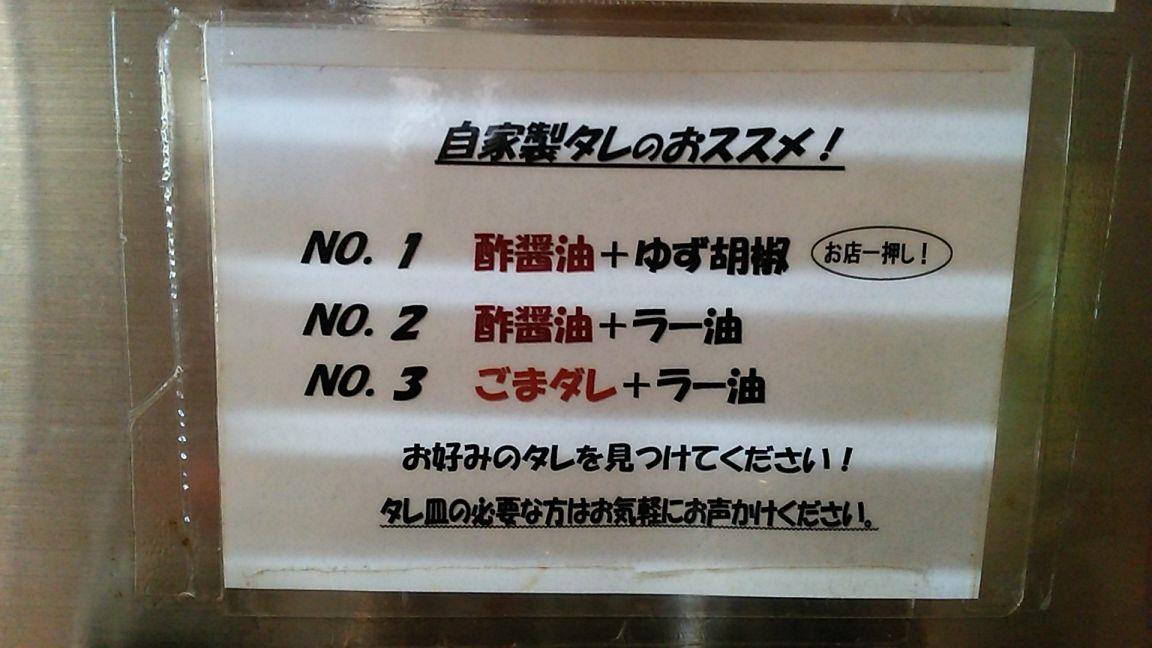 自家製タレのおススメ！
NO. 1 酢醤油＋ゆず胡椒 お店一押し！
NO. 2 酢醤油＋ラー油
NO. 3 ごまダレ＋ラー油
お好みのタレを見つけてください！
タレ皿の必要な方はお気軽にお声かけください。